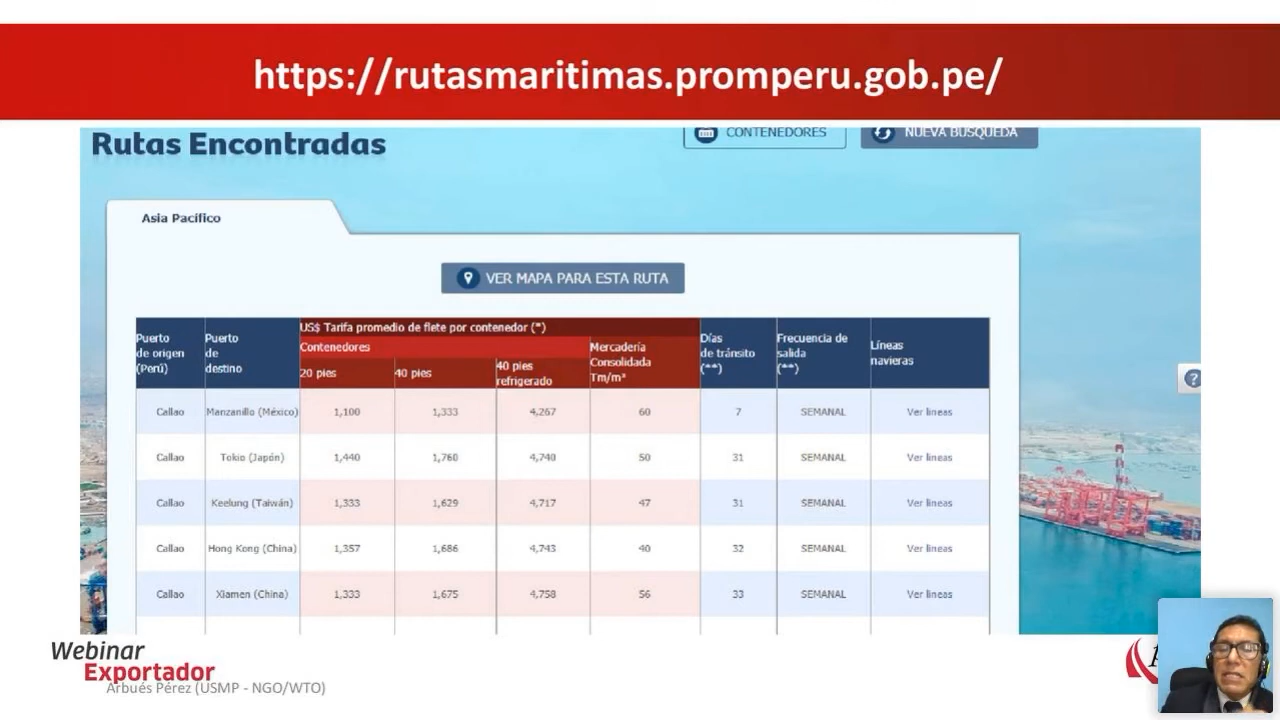 https://rutasmaritimas.promperu.gob.pe/
Rutas Encontradas
CONTENEDORES
NUEVA BUSQUEDA
Asia Pacífico
VER MAPA PARA ESTA RUTA
Puerto de origen (Perú) Puerto de destino US$ Tarifa promedio de flete por contenedor (*) Contenedores 20 pies 40 pies 40 pies refrigerado Mercadería Consolidada Tm/m³ Días de tránsito (**) Frecuencia de salida (**) Líneas navieras
Callao Manzanillo (México) 1,100 1,333 4,267 60 7 SEMANAL Ver lineas
Callao Tokio (Japón) 1,440 1,760 4,740 50 31 SEMANAL Ver lineas
Callao Keelung (Taiwán) 1,333 1,629 4,717 47 31 SEMANAL Ver lineas
Callao Hong Kong (China) 1,357 1,686 4,743 40 32 SEMANAL Ver lineas
Callao Xiamen (China) 1,333 1,675 4,758 56 33 SEMANAL Ver lineas
?
Webinar
Exportador
Arbués Pérez (USMP - NGO/WTO)